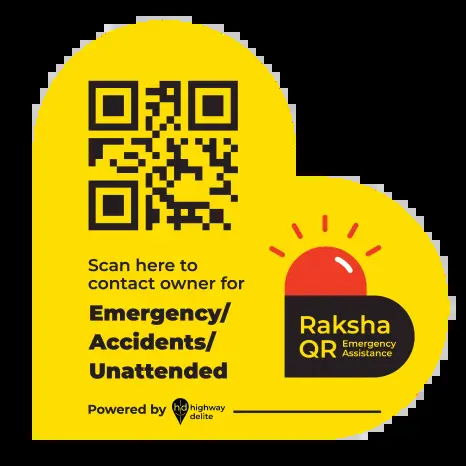 Scan here to
contact owner for
Emergency/
Accidents/
Unattended
Raksha
QR Emergency
Assistance
Powered by hd highway
delite